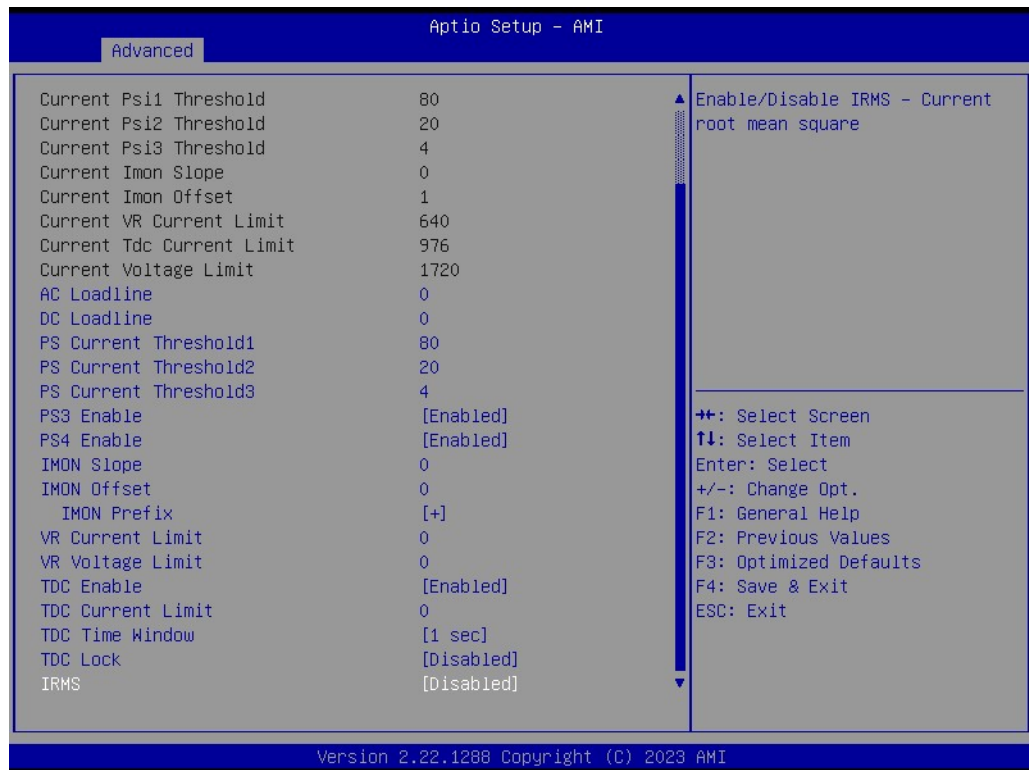 Aptio Setup – AMI
Advanced
Current Psi1 Threshold 80
Current Psi2 Threshold 20
Current Psi3 Threshold 4
Current Imon Slope 0
Current Imon Offset 1
Current VR Current Limit 640
Current Tdc Current Limit 976
Current Voltage Limit 1720
AC Loadline 0
DC Loadline 0
PS Current Threshold1 80
PS Current Threshold2 20
PS Current Threshold3 4
PS3 Enable [Enabled]
PS4 Enable [Enabled]
IMON Slope 0
IMON Offset 0
IMON Prefix [+]
VR Current Limit 0
VR Voltage Limit 0
TDC Enable [Enabled]
TDC Current Limit 0
TDC Time Window [1 sec]
TDC Lock [Disabled]
IRMS [Disabled]
Enable/Disable IRMS – Current
root mean square
→←: Select Screen
↑↓: Select Item
Enter: Select
+/-: Change Opt.
F1: General Help
F2: Previous Values
F3: Optimized Defaults
F4: Save & Exit
ESC: Exit
Version 2.22.1288 Copyright (C) 2023 AMI